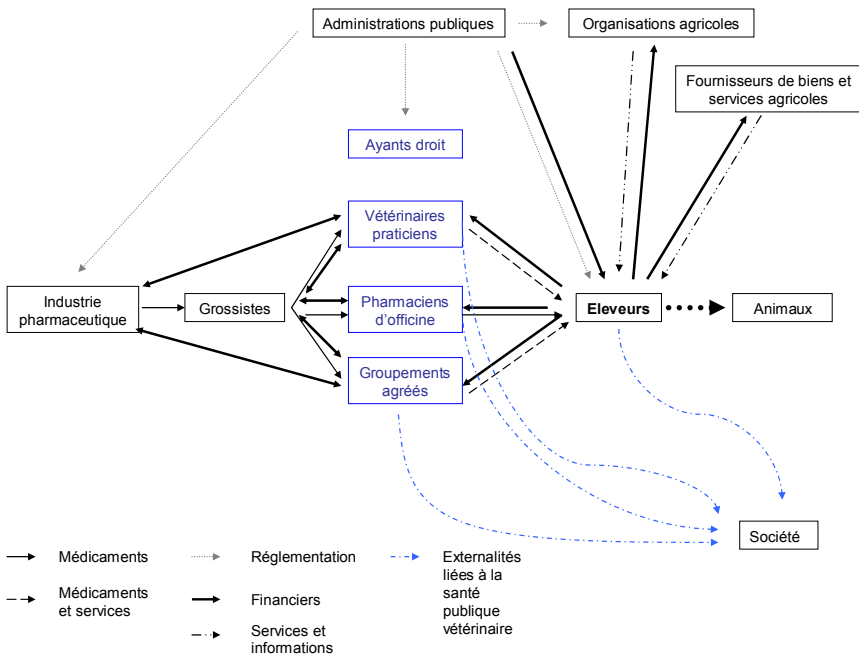 Administrations publiques
Organisations agricoles
Fournisseurs de biens et
services agricoles
Ayants droit
Vétérinaires
praticiens
Industrie
pharmaceutique
Grossistes
Pharmaciens
d'officine
Eleveurs
Animaux
Groupements
agréés
Société
Médicaments
Médicaments
et services
Réglementation
Financiers
Services et
informations
Externalités
liées à la
santé
publique
vétérinaire